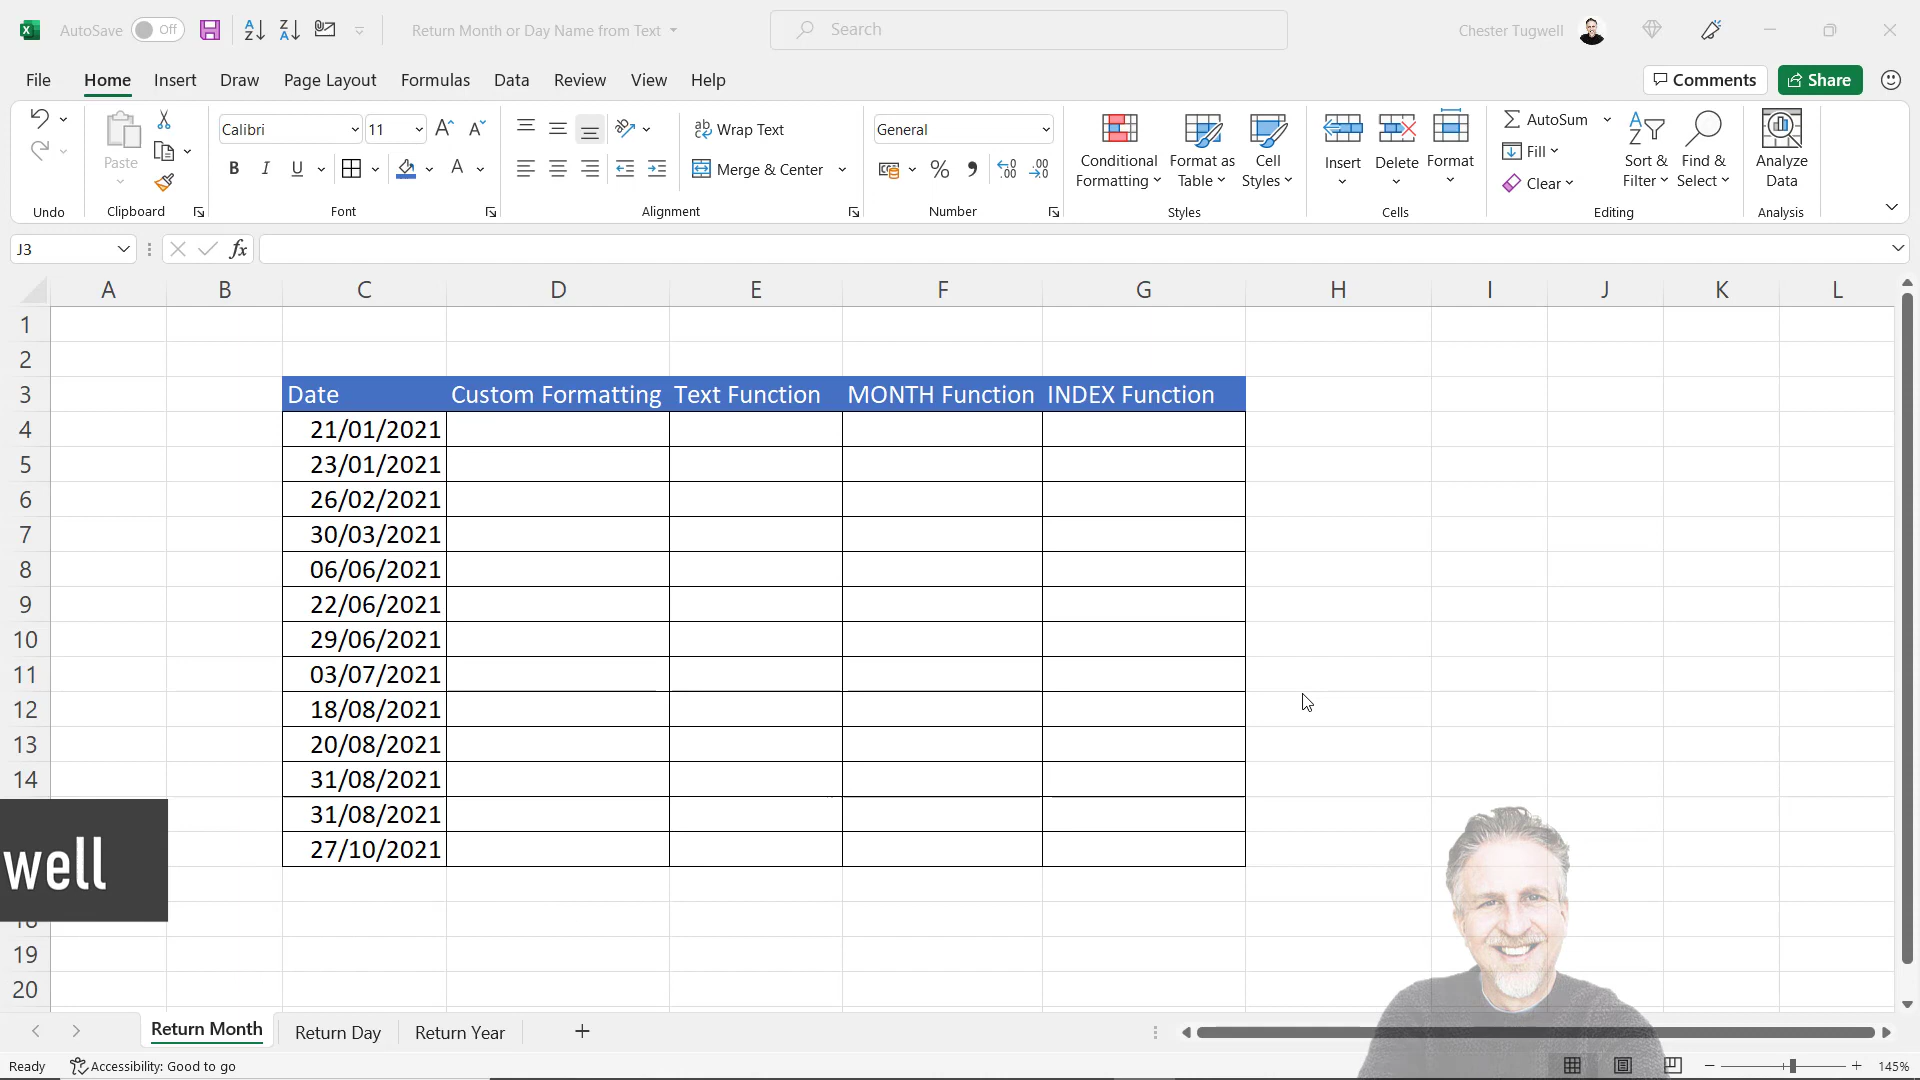 AutoSave Off
Return Month or Day Name from Text
Search
Chester Tugwell
File Home Insert Draw Page Layout Formulas Data Review View Help
Comments Share
Paste
Calibri 11
B I U A
Wrap Text
Merge & Center
General
%
Conditional Formatting
Format as Table
Cell Styles
Insert Delete Format
AutoSum
Fill
Clear
Sort & Filter
Find & Select
Analyze Data
Undo Clipboard Font Alignment Number Styles Cells Editing Analysis
J3 fx
A B C D E F G H I J K L
1
2
3 Date Custom Formatting Text Function MONTH Function INDEX Function
4 21/01/2021
5 23/01/2021
6 26/02/2021
7 30/03/2021
8 06/06/2021
9 22/06/2021
10 29/06/2021
11 03/07/2021
12 18/08/2021
13 20/08/2021
14 31/08/2021
31/08/2021
27/10/2021
well
18
19
20
Return Month Return Day Return Year
Ready Accessibility: Good to go 145%